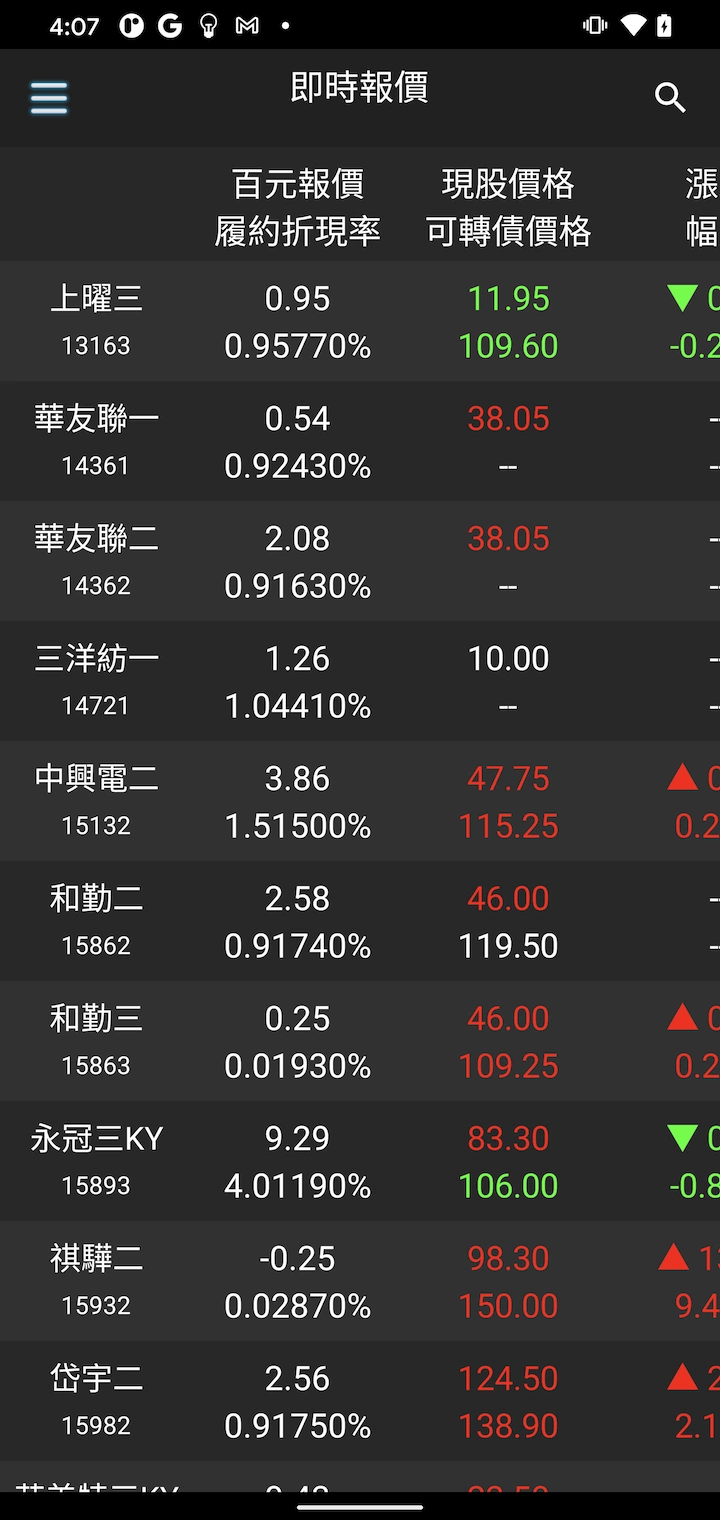 4:07
即時報價
百元報價 現股價格 漲
履約折現率 可轉債價格 幅
上曜三 0.95 11.95 ▼ 0
13163 0.95770% 109.60 -0.2
華友聯一 0.54 38.05 --
14361 0.92430% -- --
華友聯二 2.08 38.05 --
14362 0.91630% -- --
三洋紡一 1.26 10.00 --
14721 1.04410% -- --
中興電二 3.86 47.75 ▲ 0
15132 1.51500% 115.25 0.2
和勤二 2.58 46.00 --
15862 0.91740% 119.50 --
和勤三 0.25 46.00 ▲ 0
15863 0.01930% 109.25 0.2
永冠三KY 9.29 83.30 ▼ 0
15893 4.01190% 106.00 -0.8
祺驊二 -0.25 98.30 ▲ 13
15932 0.02870% 150.00 9.4
岱宇二 2.56 124.50 ▲ 2
15982 0.91750% 138.90 2.1